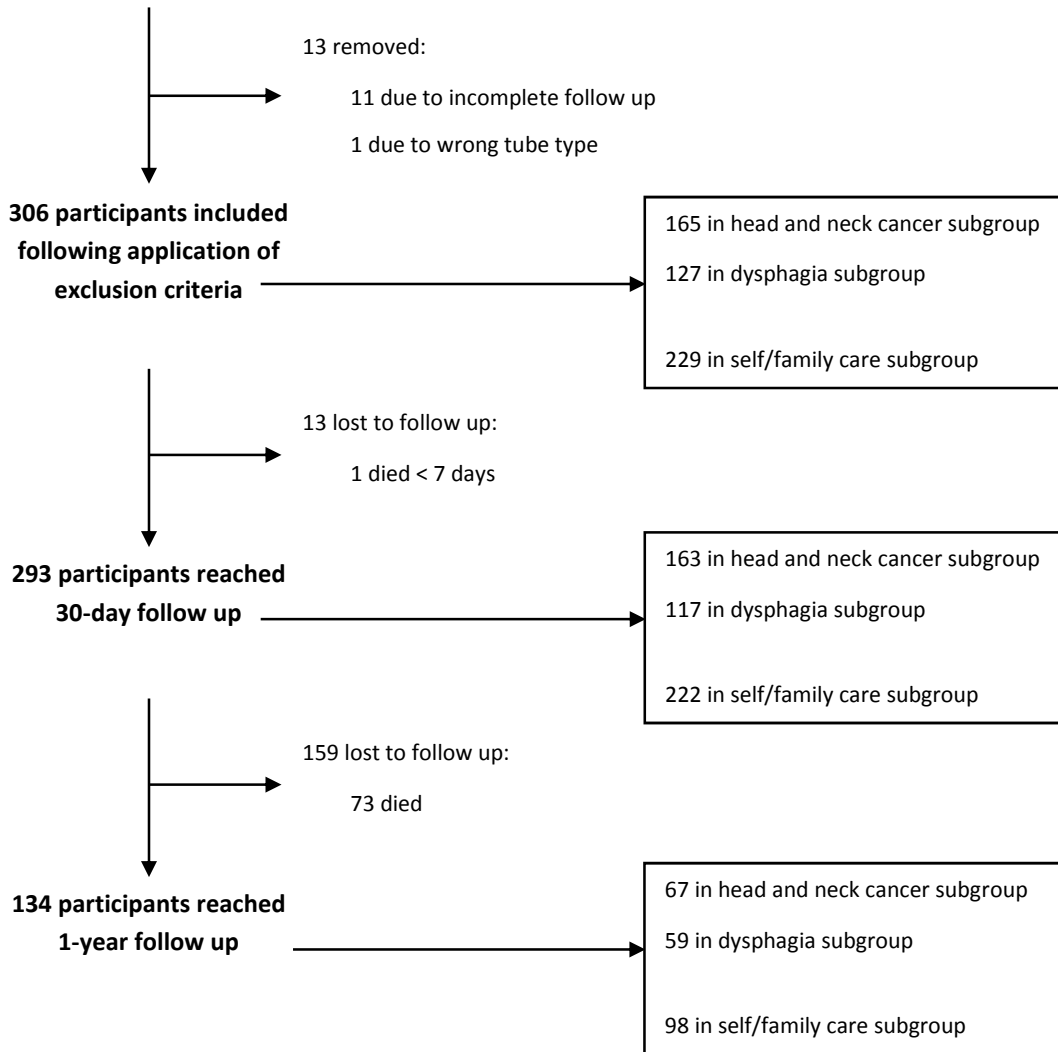 13 removed:
11 due to incomplete follow up
1 due to wrong tube type
306 participants included
following application of
exclusion criteria
165 in head and neck cancer subgroup
127 in dysphagia subgroup
229 in self/family care subgroup
13 lost to follow up:
1 died < 7 days
293 participants reached
30-day follow up
163 in head and neck cancer subgroup
117 in dysphagia subgroup
222 in self/family care subgroup
159 lost to follow up:
73 died
134 participants reached
1-year follow up
67 in head and neck cancer subgroup
59 in dysphagia subgroup
98 in self/family care subgroup